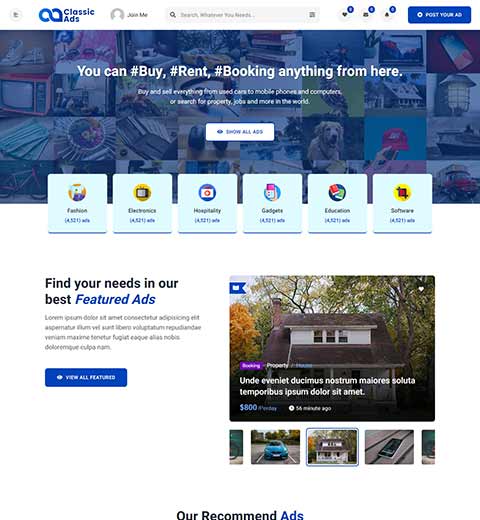 Classic
Ads
Join Me
Search, Whatever You Needs...
0
0
0
POST YOUR AD
You can #Buy, #Rent, #Booking anything from here.
Buy and sell everything from used cars to mobile phones and computers,
or search for property, jobs and more in the world.
SHOW ALL ADS
Fashion
(4,521) ads
Electronics
(4,521) ads
Hospitality
(4,521) ads
Gadgets
(4,521) ads
Education
(4,521) ads
Software
(4,521) ads
Find your needs in our
best Featured Ads
Lorem ipsum dolor sit amet consectetur adipisicing elit
aspernatur illum vel sunt libero voluptatum repudiandae
veniam maxime tenetur fugiat eaque alias nobis
doloremque culpa nam.
VIEW ALL FEATURED
Booking Property / House
Unde eveniet ducimus nostrum maiores soluta
temporibus ipsum dolor sit amet.
$800 /Perday 56 minute ago
Our Recommend Ads